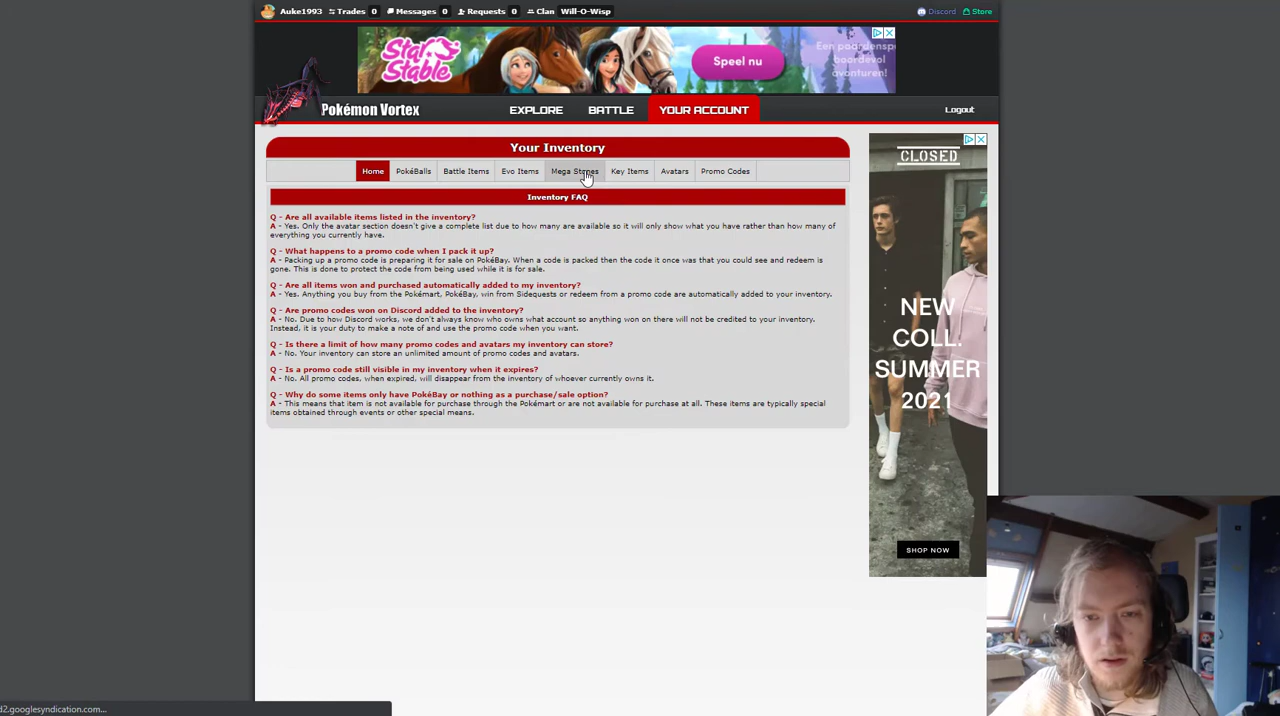 Auke1993 Trades 0 Messages 0 Requests 0 Clan Will-O-Wisp Discord Store
Star Stable
Een paardensp
boordevol
avonturen!
Speel nu
Pokémon Vortex EXPLORE BATTLE YOUR ACCOUNT Logout
Your Inventory
Home PokéBalls Battle Items Evo Items Mega Stones Key Items Avatars Promo Codes
Inventory FAQ
Q - Are all available items listed in the inventory?
A - Yes. Only the avatar section doesn't give a complete list due to how many are available so it will only show what you have rather than how many of
everything you currently have.
Q - What happens to a promo code when I pack it up?
A - Packing up a promo code is preparing it for sale on PokéBay. When a code is packed then the code it once was that you could see and redeem is
gone. This is done to protect the code from being used while it is for sale.
Q - Are all items won and purchased automatically added to my inventory?
A - Yes. Anything you buy from the Pokémart, PokéBay, win from Sidequests or redeem from a promo code are automatically added to your inventory.
Q - Are promo codes won on Discord added to the inventory?
A - No. Due to how Discord works, we don't always know who owns what account so anything won on there will not be credited to your inventory.
Instead, it is your duty to make a note of and use the promo code when you want.
Q - Is there a limit of how many promo codes and avatars my inventory can store?
A - No. Your inventory can store an unlimited amount of promo codes and avatars.
Q - Is a promo code still visible in my inventory when it expires?
A - No. All promo codes, when expired, will disappear from the inventory of whoever currently owns it.
Q - Why do some items only have PokéBay or nothing as a purchase/sale option?
A - This means that item is not available for purchase through the Pokémart or are not available for purchase at all. These items are typically special
items obtained through events or other special means.
CLOSED
NEW
COLL.
SUMMER
2021
SHOP NOW
d2.googlesyndication.com...